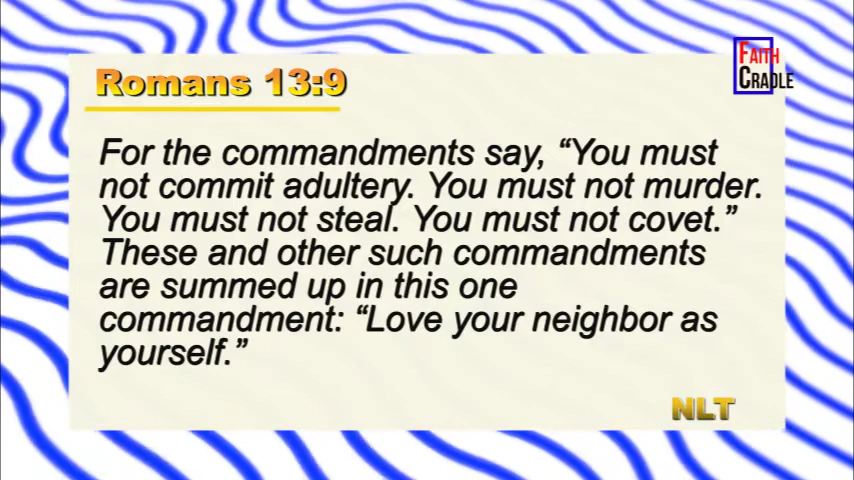 Romans 13:9
FAITH
CRADLE
For the commandments say, “You must
not commit adultery. You must not murder.
You must not steal. You must not covet.”
These and other such commandments
are summed up in this one
commandment: “Love your neighbor as
yourself.”
NLT